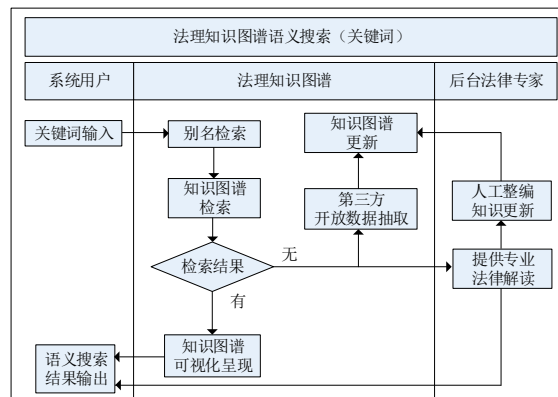 法理知识图谱语义搜索（关键词）
系统用户
法理知识图谱
后台法律专家
关键词输入
别名检索
知识图谱
更新
知识图谱
检索
第三方
开放数据抽取
人工整编
知识更新
检索结果
无
提供专业
法律解读
有
语义搜索
结果输出
知识图谱
可视化呈现